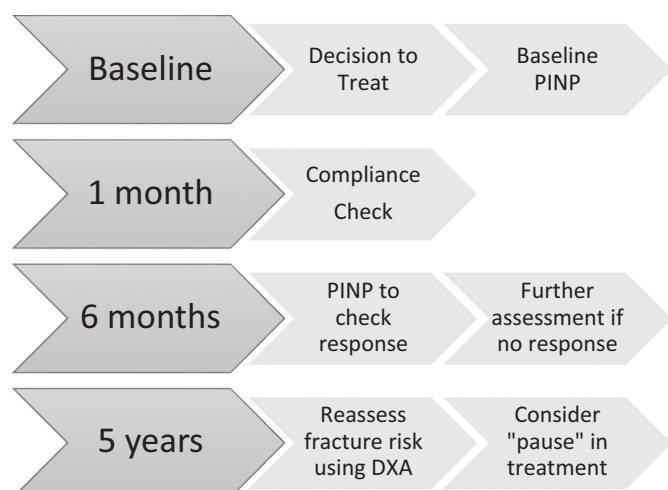 Baseline
Decision to
Treat
Baseline
PINP
1 month
Compliance
Check
6 months
PINP to
check
response
Further
assessment if
no response
5 years
Reassess
fracture risk
using DXA
Consider
"pause" in
treatment